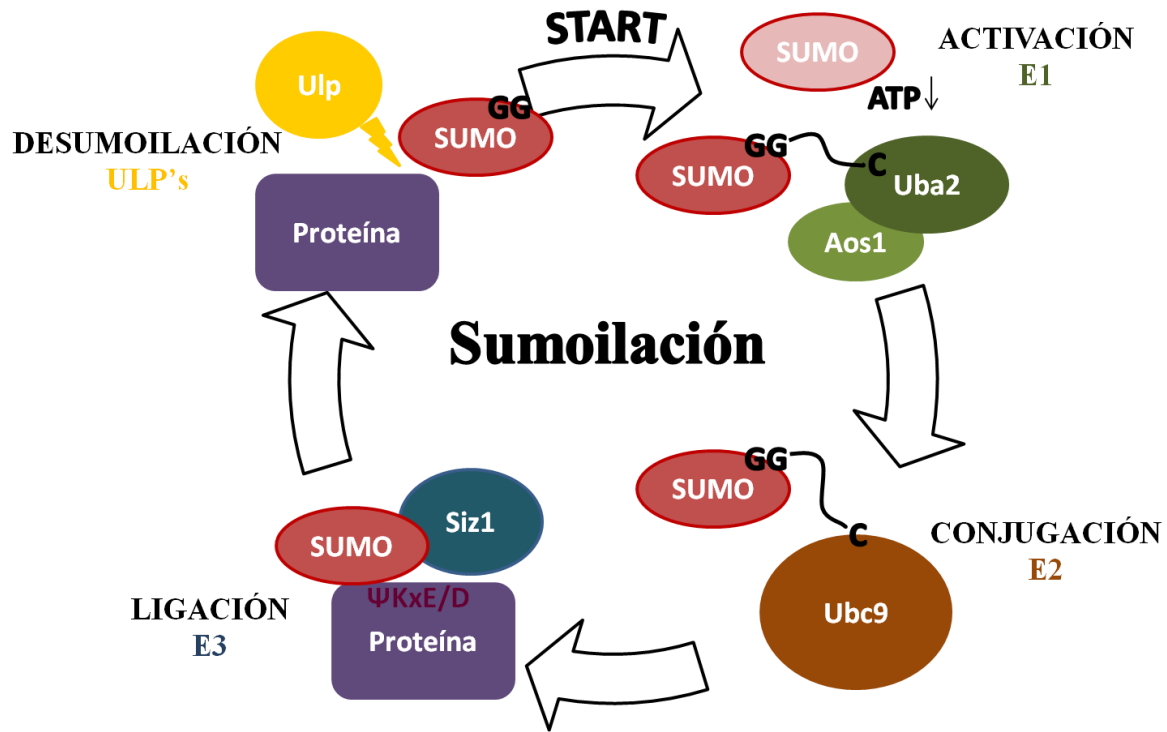 START
SUMO
ACTIVACIÓN
E1
ATP↓
GG
C
SUMO
Uba2
Aos1
Ulp
GG
SUMO
DESUMOILACIÓN
ULP’s
Proteína
Sumoilación
GG
SUMO
C
CONJUGACIÓN
E2
Ubc9
Siz1
SUMO
ΨKxE/D
Proteína
LIGACIÓN
E3